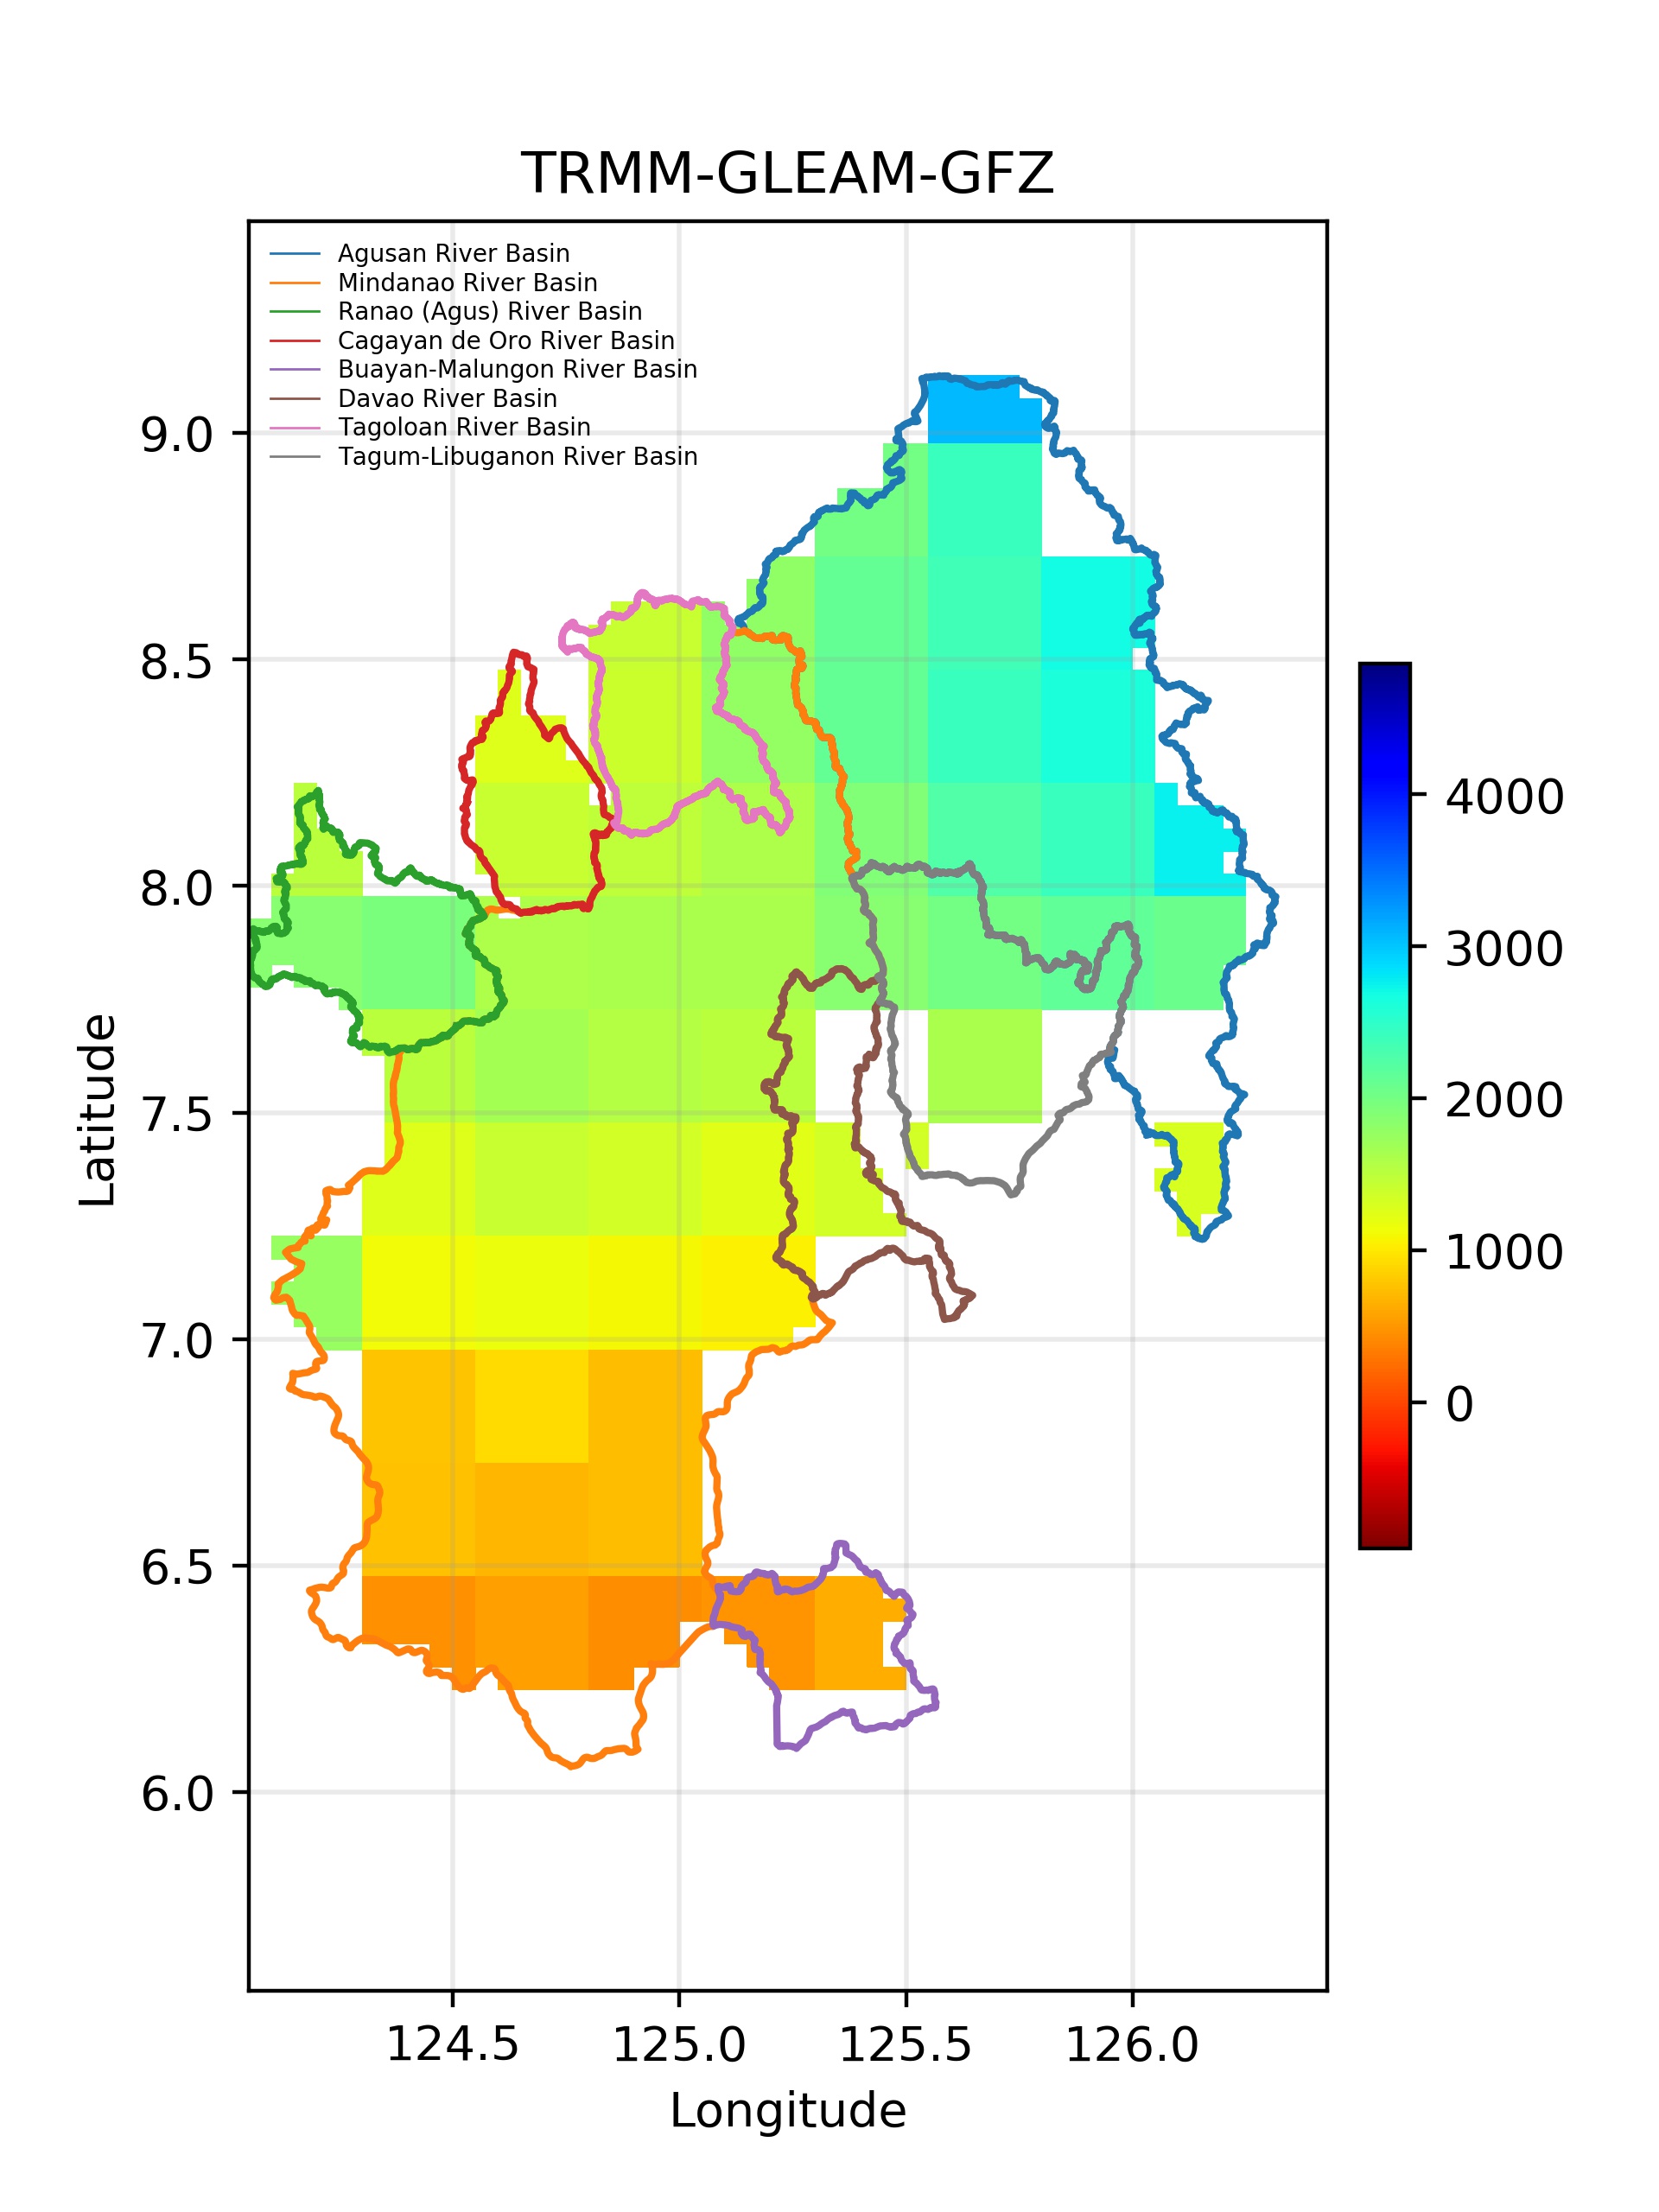 TRMM-GLEAM-GFZ
Agusan River Basin
Mindanao River Basin
Ranao (Agus) River Basin
Cagayan de Oro River Basin
Buayan-Malungon River Basin
Davao River Basin
Tagoloan River Basin
Tagum-Libuganon River Basin
9.0
8.5
8.0
7.5
7.0
6.5
6.0
Latitude
124.5
125.0
125.5
126.0
Longitude
4000
3000
2000
1000
0